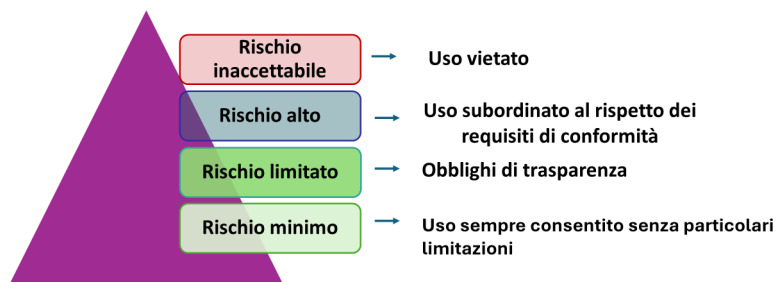 Rischio
inaccettabile
Uso vietato
Rischio alto
Uso subordinato al rispetto dei
requisiti di conformità
Rischio limitato
Obblighi di trasparenza
Rischio minimo
Uso sempre consentito senza particolari
limitazioni